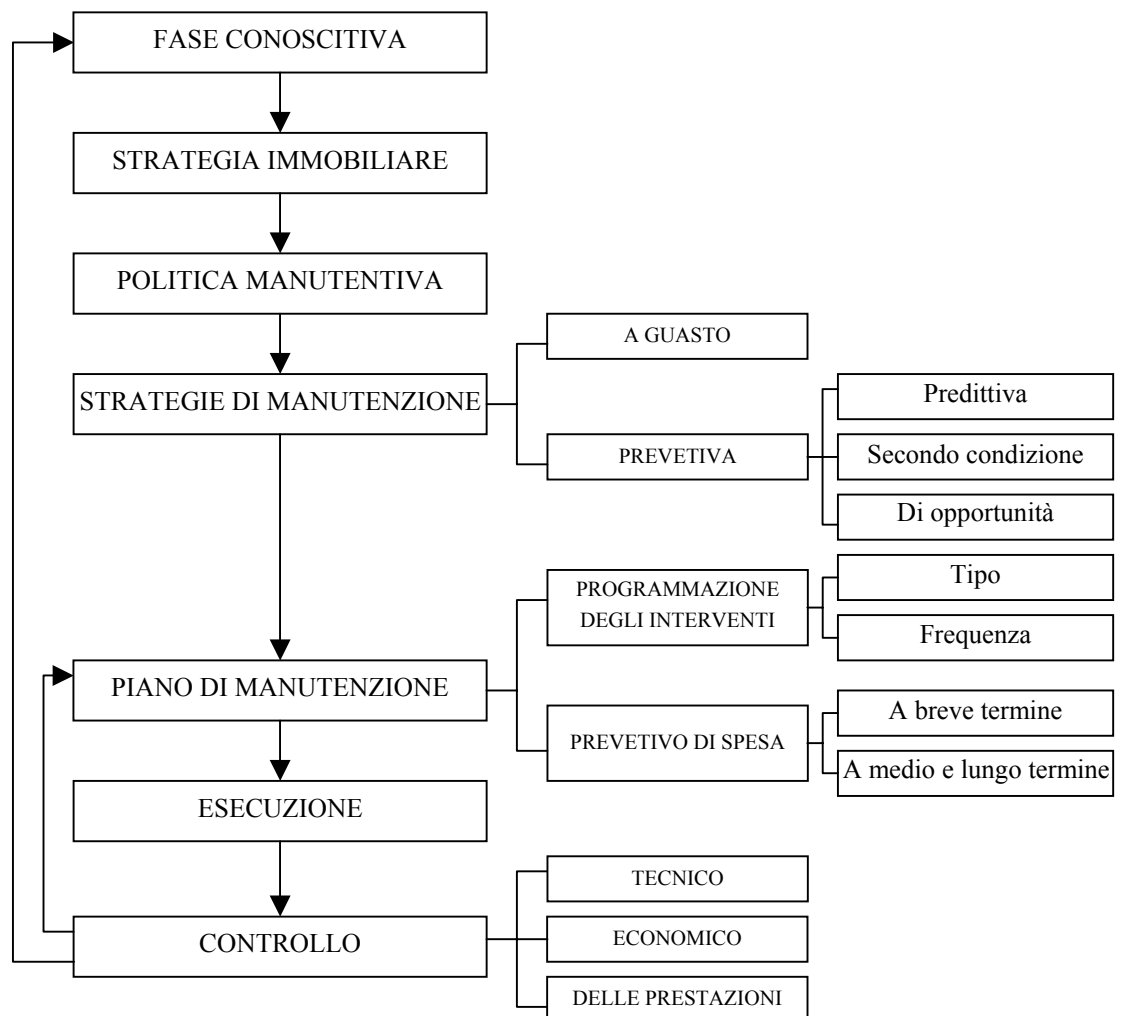 FASE CONOSCITIVA
STRATEGIA IMMOBILIARE
POLITICA MANUTENTIVA
STRATEGIE DI MANUTENZIONE
A GUASTO
PREVETIVA
Predittiva
Secondo condizione
Di opportunità
PIANO DI MANUTENZIONE
PROGRAMMAZIONE
DEGLI INTERVENTI
Tipo
Frequenza
PREVETIVO DI SPESA
A breve termine
A medio e lungo termine
ESECUZIONE
CONTROLLO
TECNICO
ECONOMICO
DELLE PRESTAZIONI